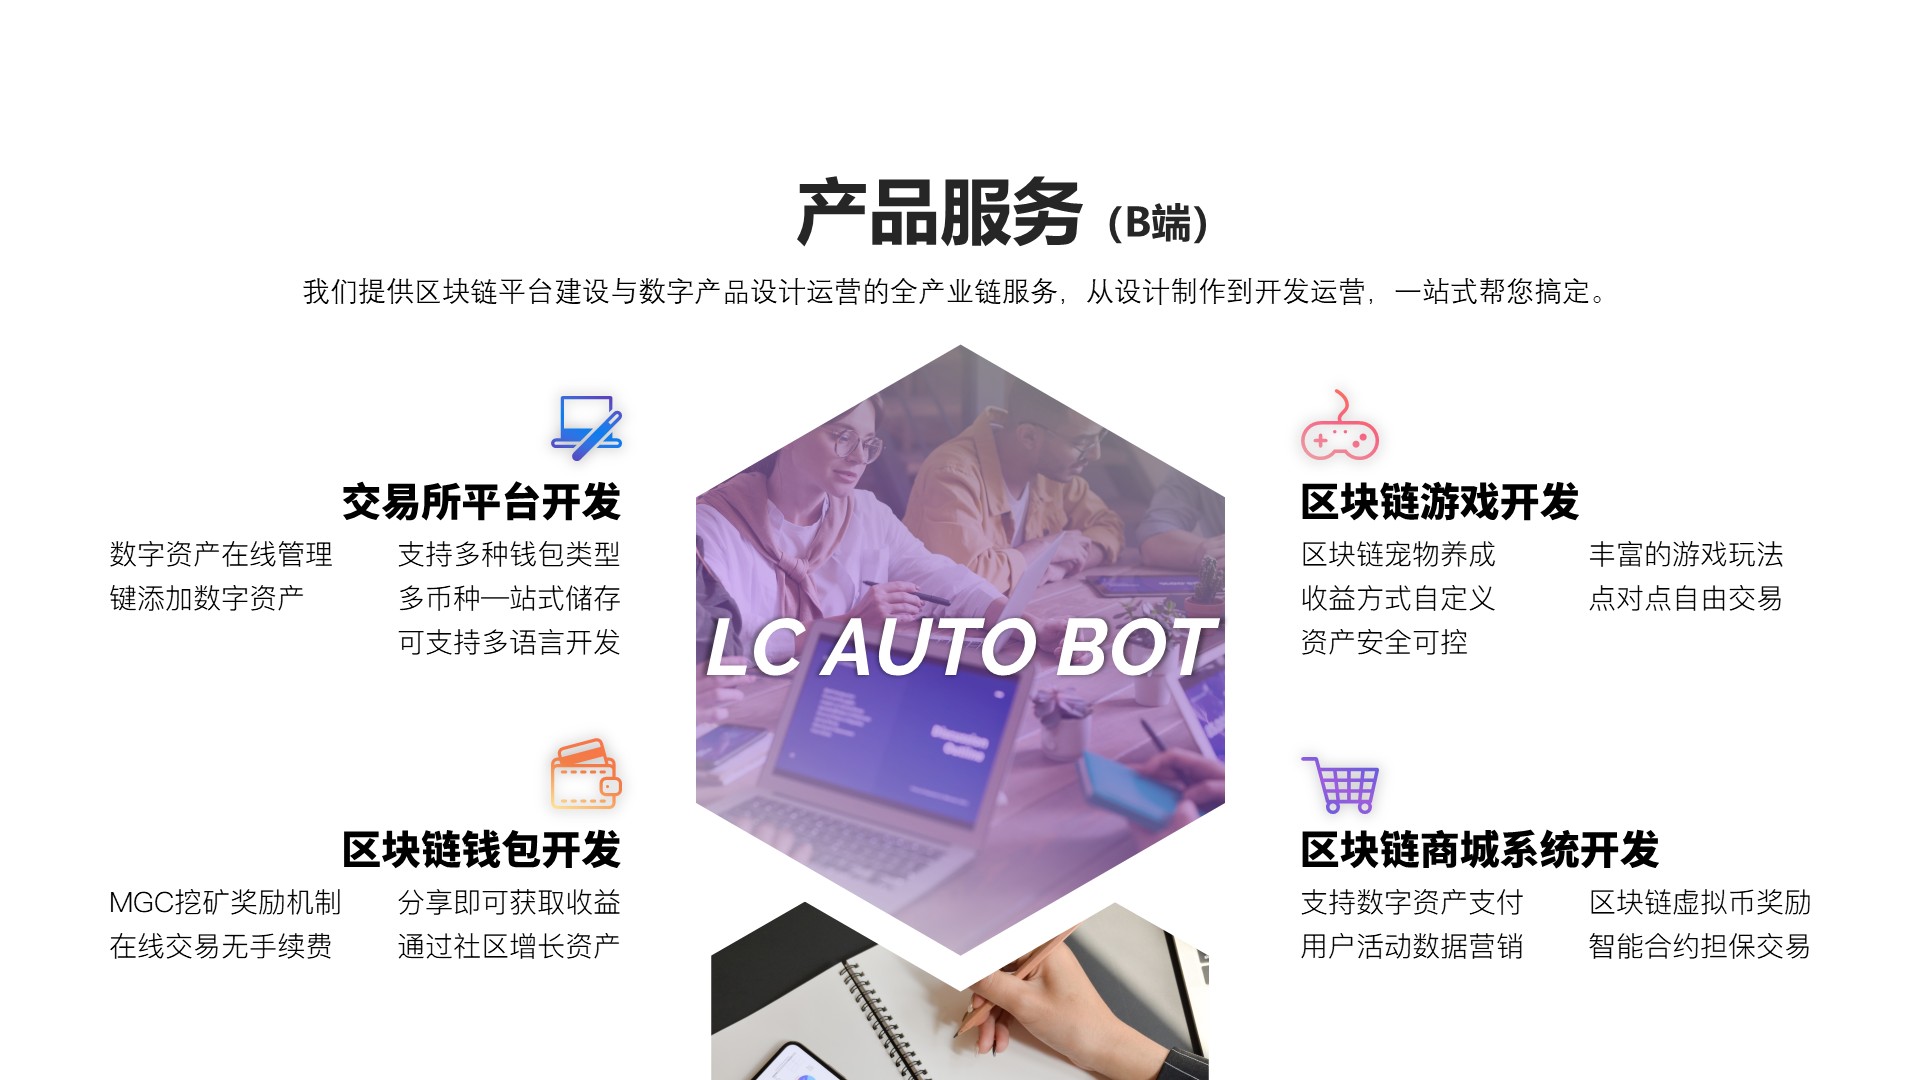 产品服务（B端）
我们提供区块链平台建设与数字产品设计运营的全产业链服务，从设计制作到开发运营，一站式帮您搞定。
交易所平台开发
数字资产在线管理 支持多种钱包类型
键添加数字资产 多币种一站式储存
可支持多语言开发
区块链游戏开发
区块链宠物养成 丰富的游戏玩法
收益方式自定义 点对点自由交易
资产安全可控
LC AUTO BOT
Discussion
Outline
区块链钱包开发
MGC挖矿奖励机制 分享即可获取收益
在线交易无手续费 通过社区增长资产
区块链商城系统开发
支持数字资产支付 区块链虚拟币奖励
用户活动数据营销 智能合约担保交易